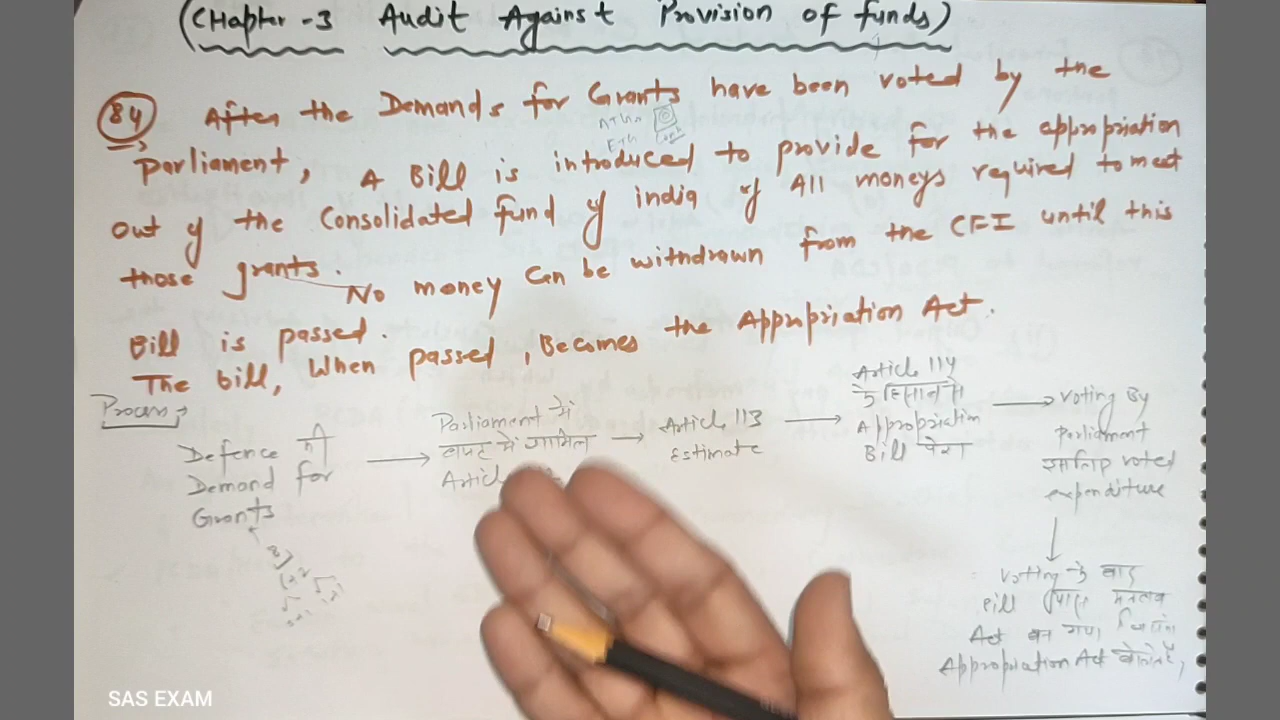 (CHapter -3 Audit Against Provision of funds)
84, After the Demands for Grants have been voted by the
Parliament, A Bill is introduced to provide for the appropriation
out of the Consolidated fund of india of All moneys required to meet
those grants. No money can be withdrawn from the CFI until this
Bill is passed.
The bill, When passed, Becomes the Appropriation Act.
Process →
Defence
Demand for
Grants
Parliament में
बजट में शामिल
Article 113
Estimate
Article 114
Appropriation
Bill पेश
Voting By
Parliament
voted
expenditure
Voting के बाद
Bill पास मतलब
Act बन गया
Appropriation Act बोलते हैं,
SAS EXAM